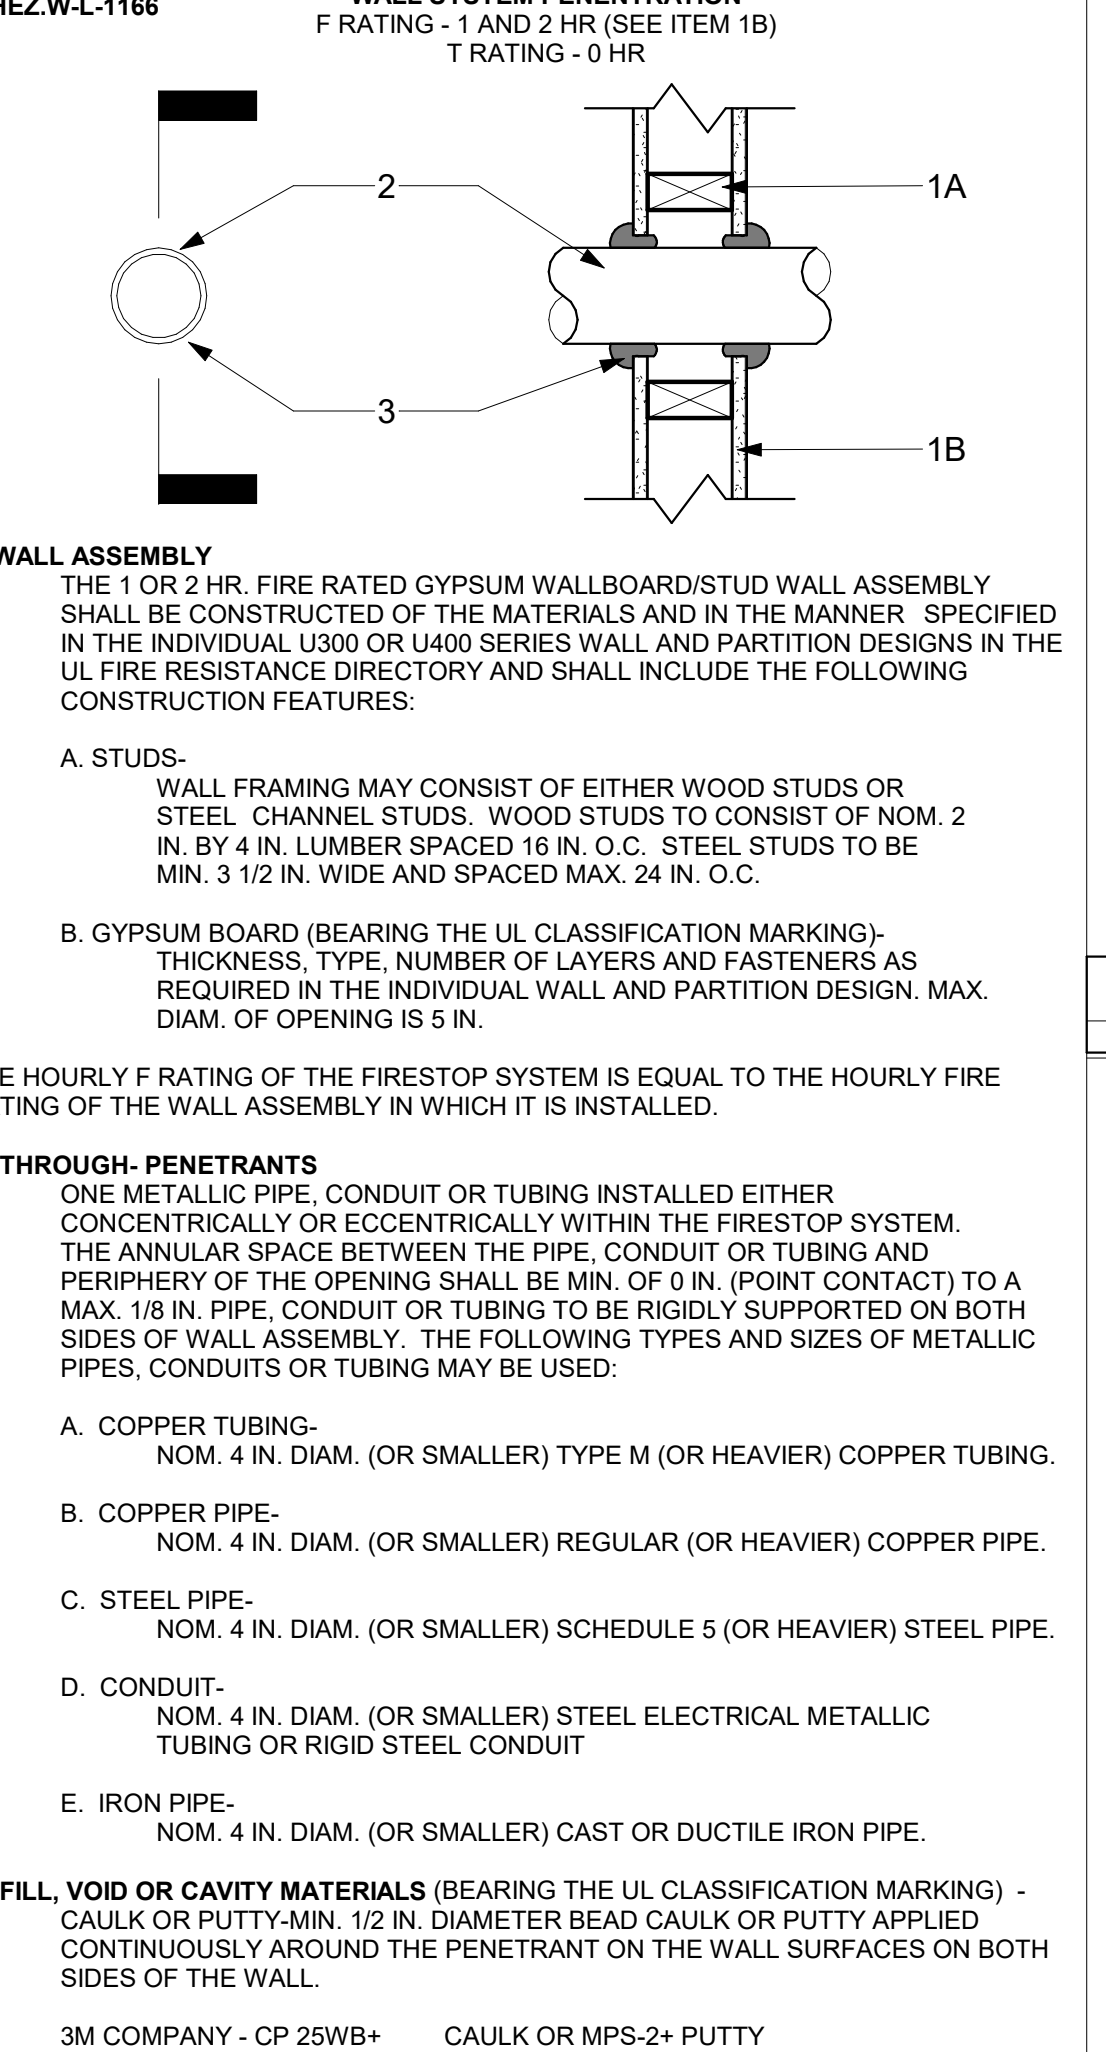 HEZ.W-L-1166
WALL SYSTEM PENENTRATION
F RATING - 1 AND 2 HR (SEE ITEM 1B)
T RATING - 0 HR
2
1A
3
1B
WALL ASSEMBLY
THE 1 OR 2 HR. FIRE RATED GYPSUM WALLBOARD/STUD WALL ASSEMBLY
SHALL BE CONSTRUCTED OF THE MATERIALS AND IN THE MANNER SPECIFIED
IN THE INDIVIDUAL U300 OR U400 SERIES WALL AND PARTITION DESIGNS IN THE
UL FIRE RESISTANCE DIRECTORY AND SHALL INCLUDE THE FOLLOWING
CONSTRUCTION FEATURES:
A. STUDS-
WALL FRAMING MAY CONSIST OF EITHER WOOD STUDS OR
STEEL CHANNEL STUDS. WOOD STUDS TO CONSIST OF NOM. 2
IN. BY 4 IN. LUMBER SPACED 16 IN. O.C. STEEL STUDS TO BE
MIN. 3 1/2 IN. WIDE AND SPACED MAX. 24 IN. O.C.
B. GYPSUM BOARD (BEARING THE UL CLASSIFICATION MARKING)-
THICKNESS, TYPE, NUMBER OF LAYERS AND FASTENERS AS
REQUIRED IN THE INDIVIDUAL WALL AND PARTITION DESIGN. MAX.
DIAM. OF OPENING IS 5 IN.
E HOURLY F RATING OF THE FIRESTOP SYSTEM IS EQUAL TO THE HOURLY FIRE
TING OF THE WALL ASSEMBLY IN WHICH IT IS INSTALLED.
THROUGH- PENETRANTS
ONE METALLIC PIPE, CONDUIT OR TUBING INSTALLED EITHER
CONCENTRICALLY OR ECCENTRICALLY WITHIN THE FIRESTOP SYSTEM.
THE ANNULAR SPACE BETWEEN THE PIPE, CONDUIT OR TUBING AND
PERIPHERY OF THE OPENING SHALL BE MIN. OF 0 IN. (POINT CONTACT) TO A
MAX. 1/8 IN. PIPE, CONDUIT OR TUBING TO BE RIGIDLY SUPPORTED ON BOTH
SIDES OF WALL ASSEMBLY. THE FOLLOWING TYPES AND SIZES OF METALLIC
PIPES, CONDUITS OR TUBING MAY BE USED:
A. COPPER TUBING-
NOM. 4 IN. DIAM. (OR SMALLER) TYPE M (OR HEAVIER) COPPER TUBING.
B. COPPER PIPE-
NOM. 4 IN. DIAM. (OR SMALLER) REGULAR (OR HEAVIER) COPPER PIPE.
C. STEEL PIPE-
NOM. 4 IN. DIAM. (OR SMALLER) SCHEDULE 5 (OR HEAVIER) STEEL PIPE.
D. CONDUIT-
NOM. 4 IN. DIAM. (OR SMALLER) STEEL ELECTRICAL METALLIC
TUBING OR RIGID STEEL CONDUIT
E. IRON PIPE-
NOM. 4 IN. DIAM. (OR SMALLER) CAST OR DUCTILE IRON PIPE.
FILL, VOID OR CAVITY MATERIALS (BEARING THE UL CLASSIFICATION MARKING) -
CAULK OR PUTTY-MIN. 1/2 IN. DIAMETER BEAD CAULK OR PUTTY APPLIED
CONTINUOUSLY AROUND THE PENETRANT ON THE WALL SURFACES ON BOTH
SIDES OF THE WALL.
3M COMPANY - CP 25WB+ CAULK OR MPS-2+ PUTTY